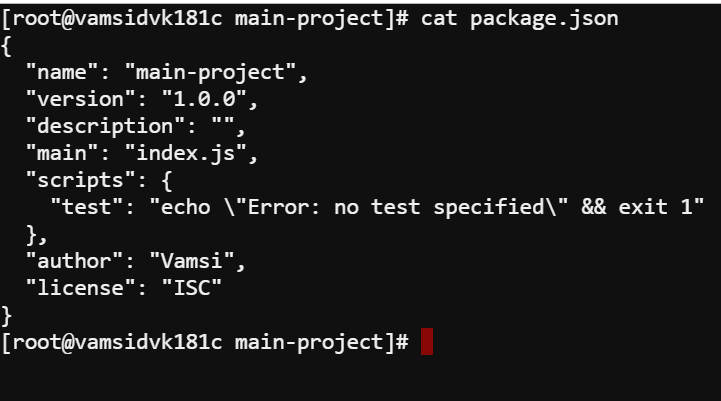 [root@vamsidvk181c main-project]# cat package.json
{
  "name": "main-project",
  "version": "1.0.0",
  "description": "",
  "main": "index.js",
  "scripts": {
    "test": "echo \"Error: no test specified\" && exit 1"
  },
  "author": "Vamsi",
  "license": "ISC"
}
[root@vamsidvk181c main-project]#